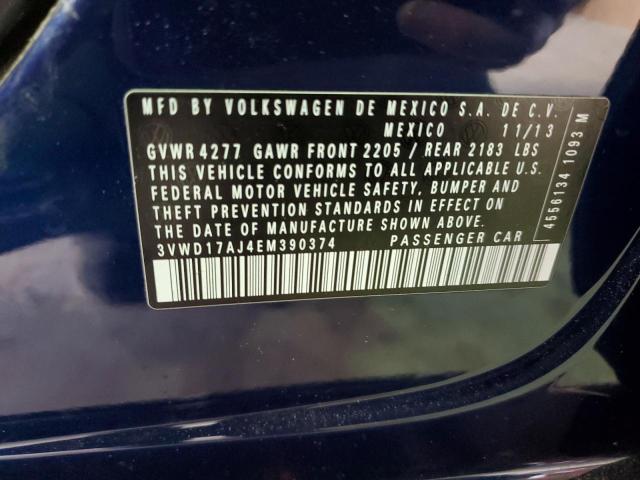 MFD BY VOLKSWAGEN DE MEXICO S.A. DE C.V.
MEXICO 11/13
GVWR 4277 GAWR FRONT 2205 / REAR 2183 LBS
THIS VEHICLE CONFORMS TO ALL APPLICABLE U.S.
FEDERAL MOTOR VEHICLE SAFETY, BUMPER AND
THEFT PREVENTION STANDARDS IN EFFECT ON
THE DATE OF MANUFACTURE SHOWN ABOVE.
3VWD17AJ4EM390374 PASSENGER CAR
4556134 1093 M